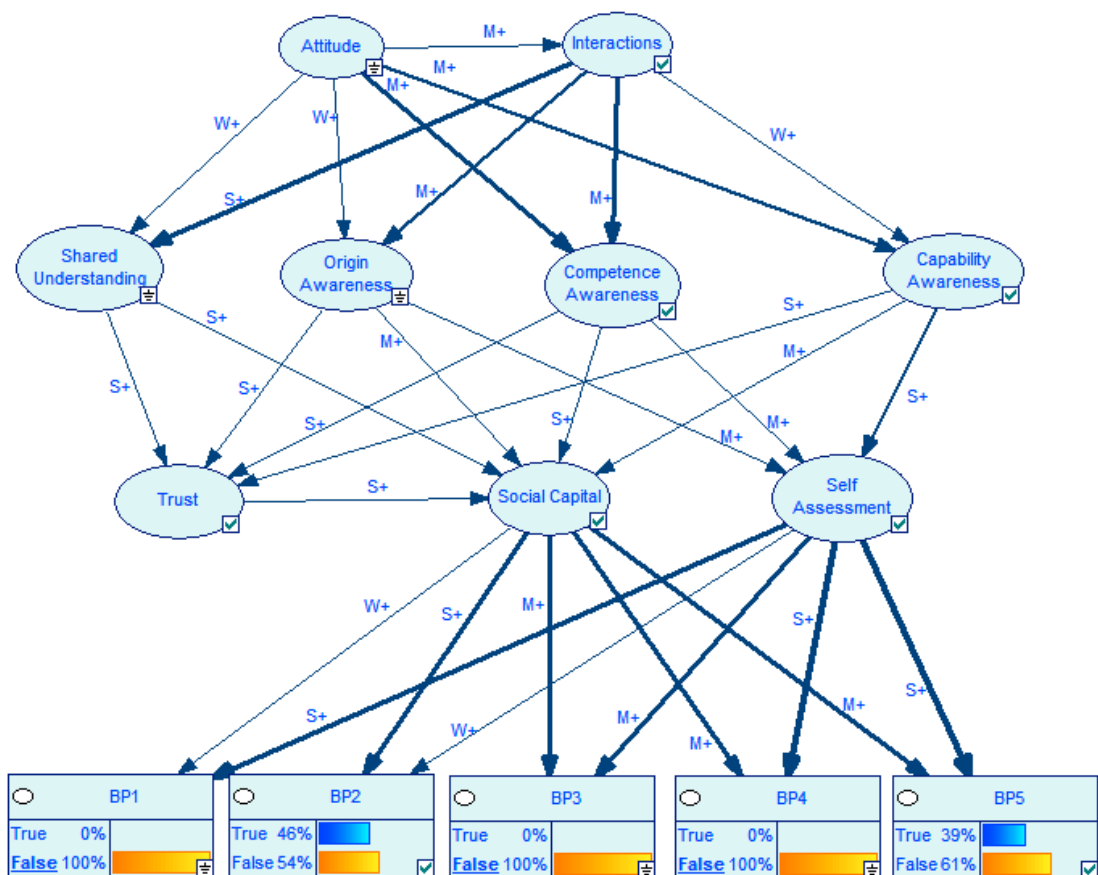 Attitude
M+
Interactions
M+
M+
W+
W+
W+
S+
M+
M+
Shared
Understanding
Origin
Awareness
Competence
Awareness
Capability
Awareness
S+
S+
M+
M+
S+
S+
S+
S+
S+
M+
M+
Trust
S+
Social Capital
Self
Assessment
W+
S+
M+
S+
S+
W+
M+
M+
S+
M+
BP1
True 0%
False 100%
BP2
True 46%
False 54%
BP3
True 0%
False 100%
BP4
True 0%
False 100%
BP5
True 39%
False 61%